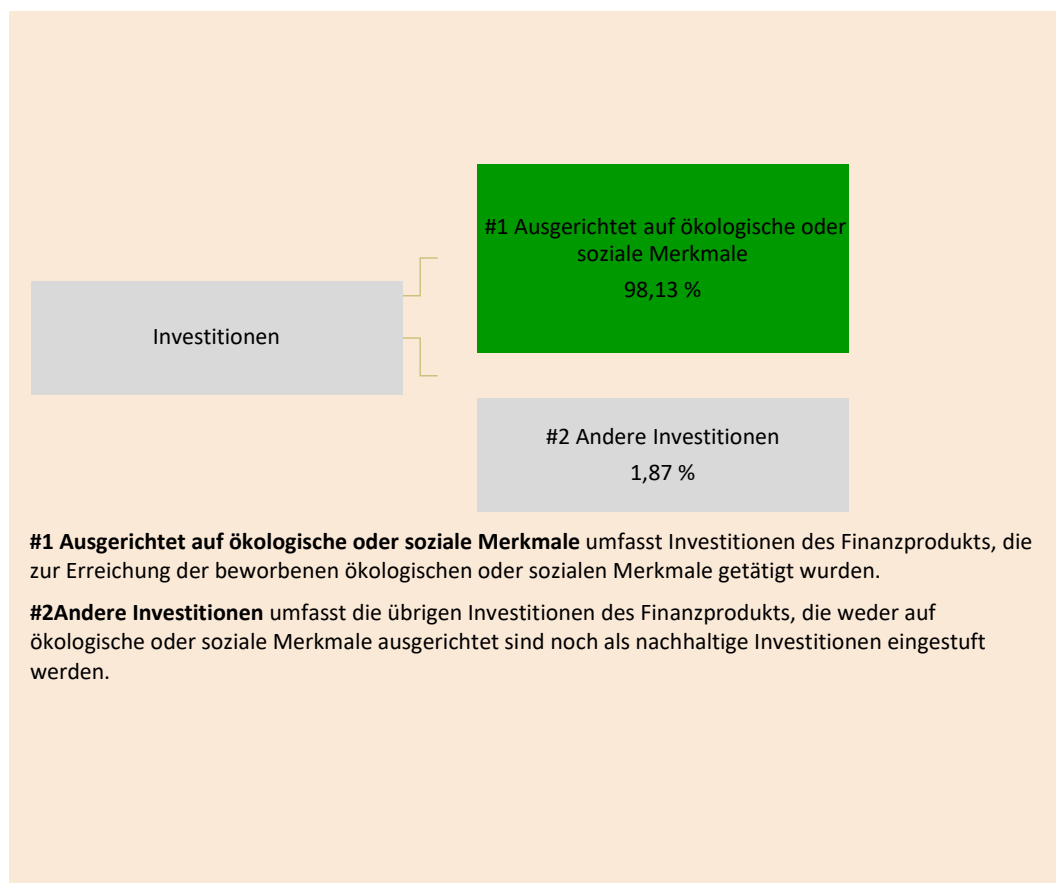 #1 Ausgerichtet auf ökologische oder
soziale Merkmale
98,13 %
Investitionen
#2 Andere Investitionen
1,87 %
#1 Ausgerichtet auf ökologische oder soziale Merkmale umfasst Investitionen des Finanzprodukts, die
zur Erreichung der beworbenen ökologischen oder sozialen Merkmale getätigt wurden.
#2Andere Investitionen umfasst die übrigen Investitionen des Finanzprodukts, die weder auf
ökologische oder soziale Merkmale ausgerichtet sind noch als nachhaltige Investitionen eingestuft
werden.